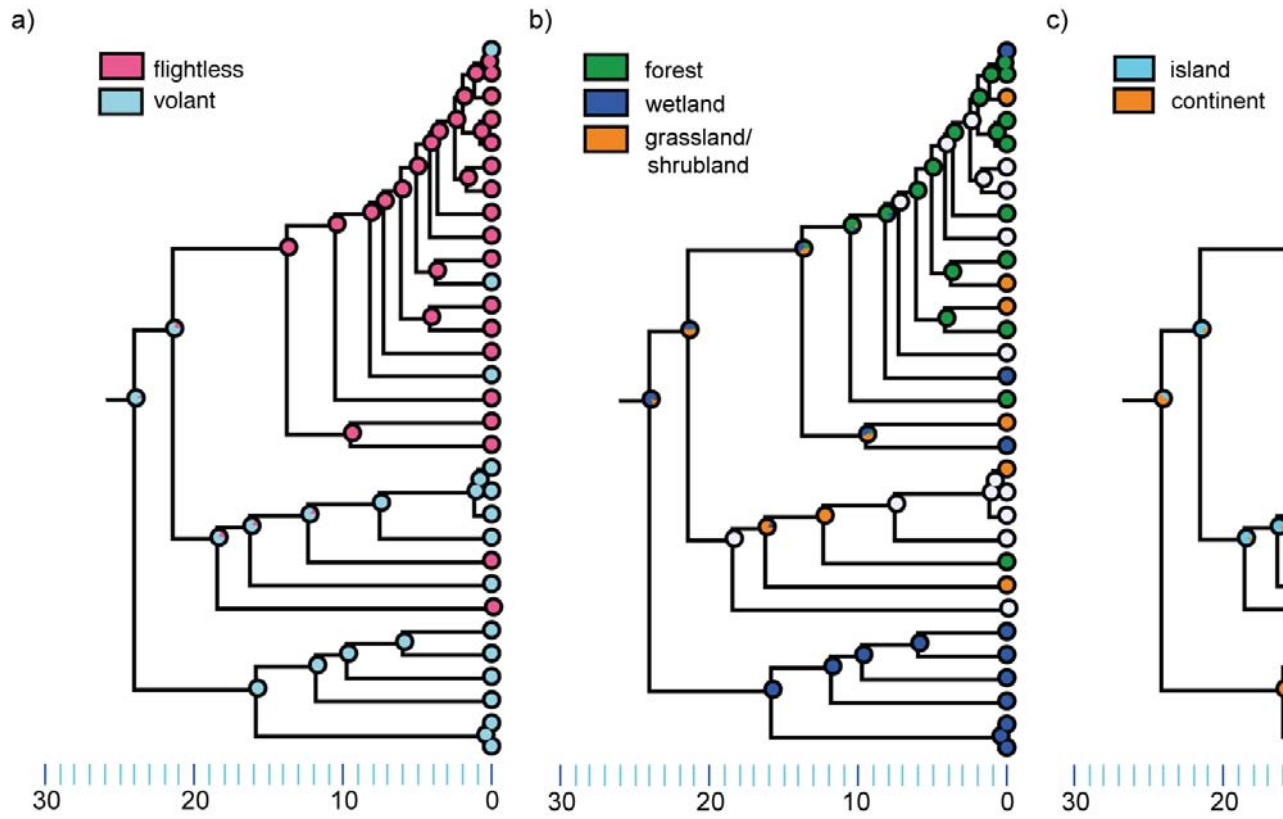 a)
flightless
volant
30 20 10 0
b)
forest
wetland
grassland/
shrubland
30 20 10 0
c)
island
continent
30 20